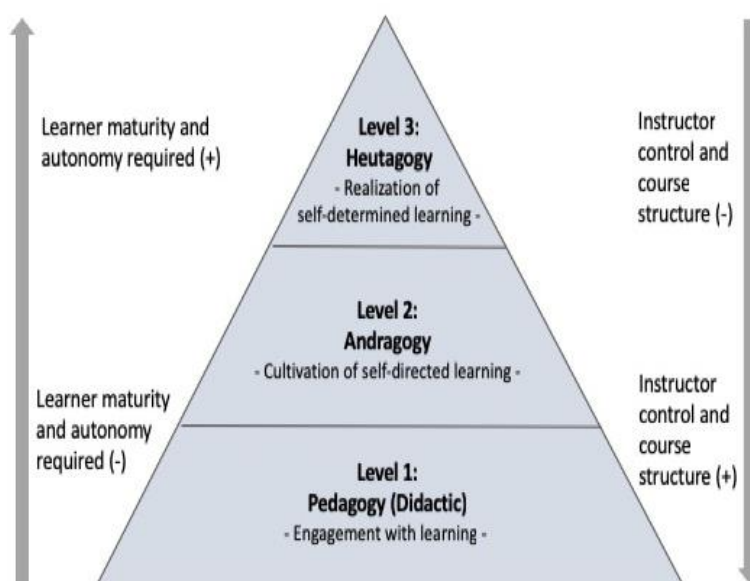 Learner maturity and
autonomy required (+)
Level 3:
Heutagogy
- Realization of
self-determined learning -
Instructor
control and
course
structure (-)
Level 2:
Andragogy
- Cultivation of self-directed learning -
Learner maturity
and autonomy
required (-)
Instructor
control and
course
structure (+)
Level 1:
Pedagogy (Didactic)
- Engagement with learning -